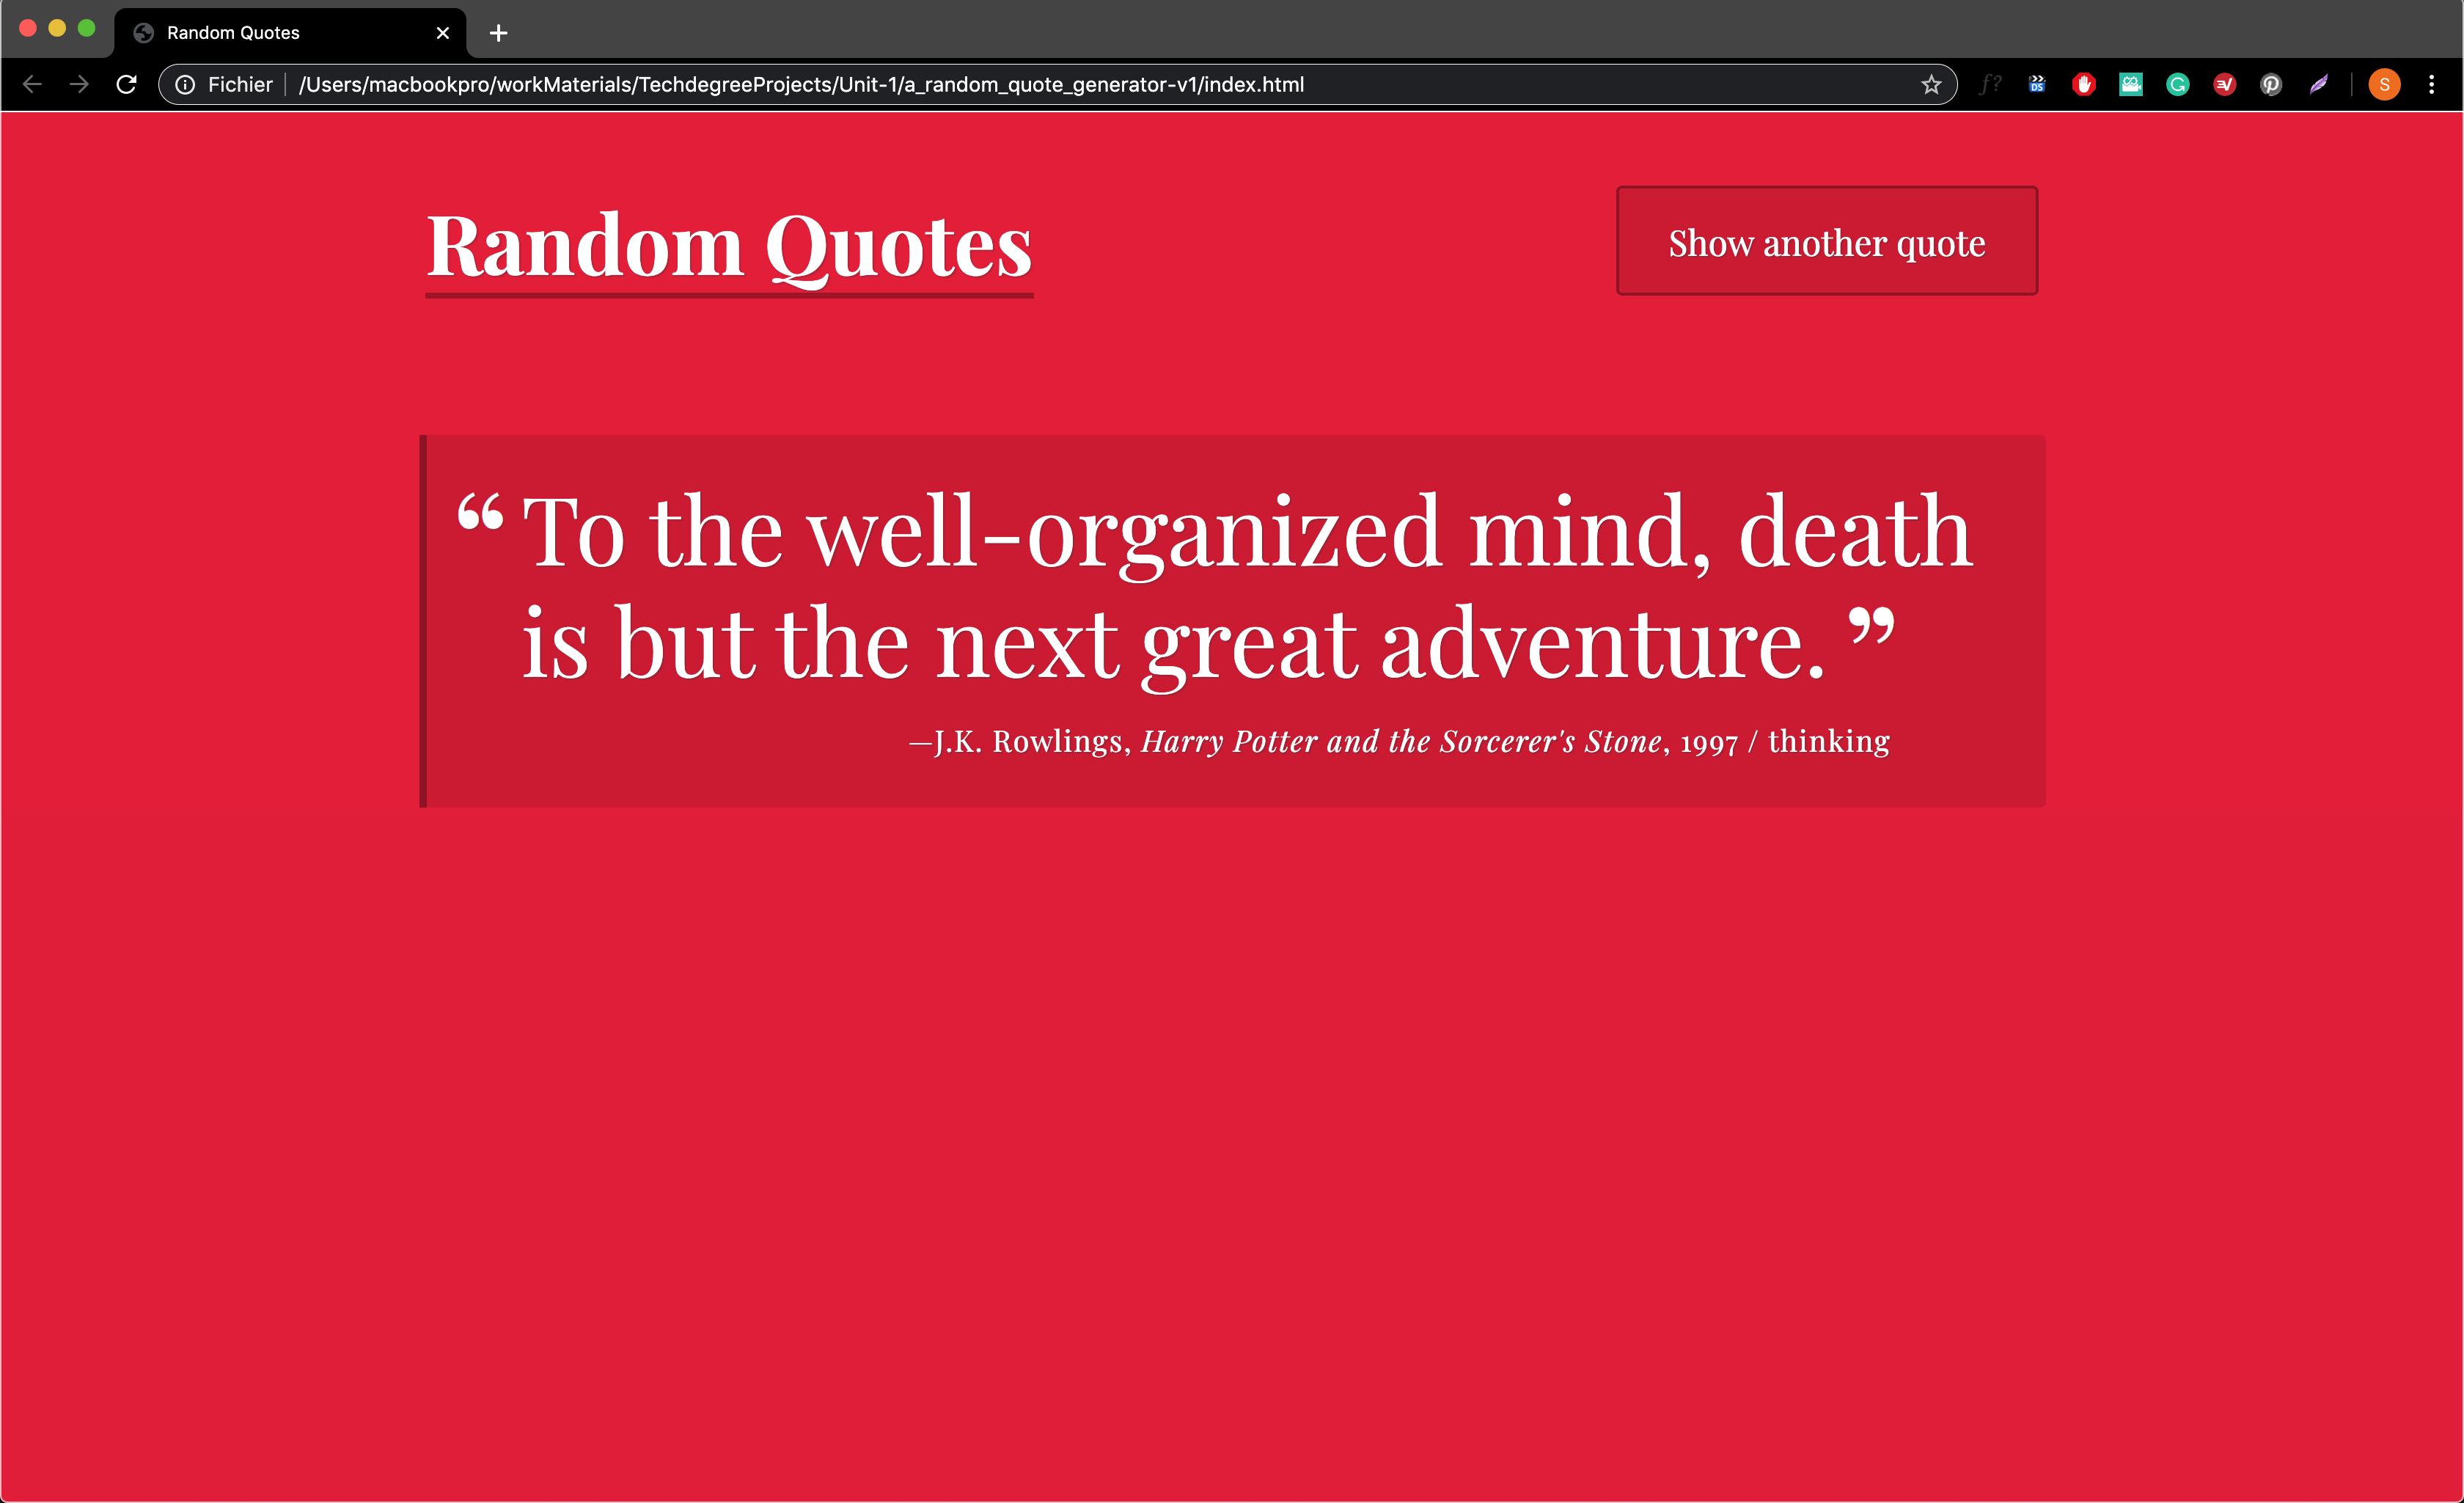 Random Quotes
Fichier /Users/macbookpro/workMaterials/TechdegreeProjects/Unit-1/a_random_quote_generator-v1/index.html f? DS S
Random Quotes Show another quote
“ To the well-organized mind, death
is but the next great adventure. ”
—J.K. Rowlings, Harry Potter and the Sorcerer's Stone, 1997 / thinking